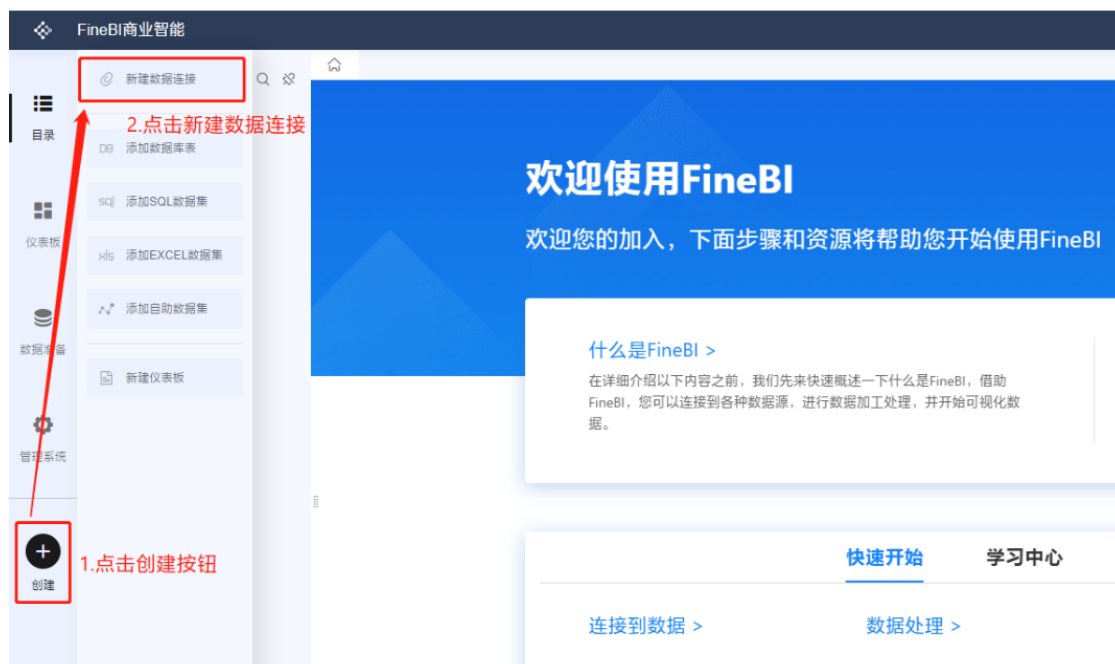 FineBI商业智能
新建数据连接
2.点击新建数据连接
目录
DB 添加数据库表
sql 添加SQL数据集
仪表板
xls 添加EXCEL数据集
添加自助数据集
数据准备
新建仪表板
管理系统
1.点击创建按钮
创建
欢迎使用FineBI
欢迎您的加入，下面步骤和资源将帮助您开始使用FineBI
什么是FineBI >
在详细介绍以下内容之前，我们先来快速概述一下什么是FineBI，借助
FineBI，您可以连接到各种数据源，进行数据加工处理，并开始可视化数
据。
快速开始 学习中心
连接到数据 > 数据处理 >